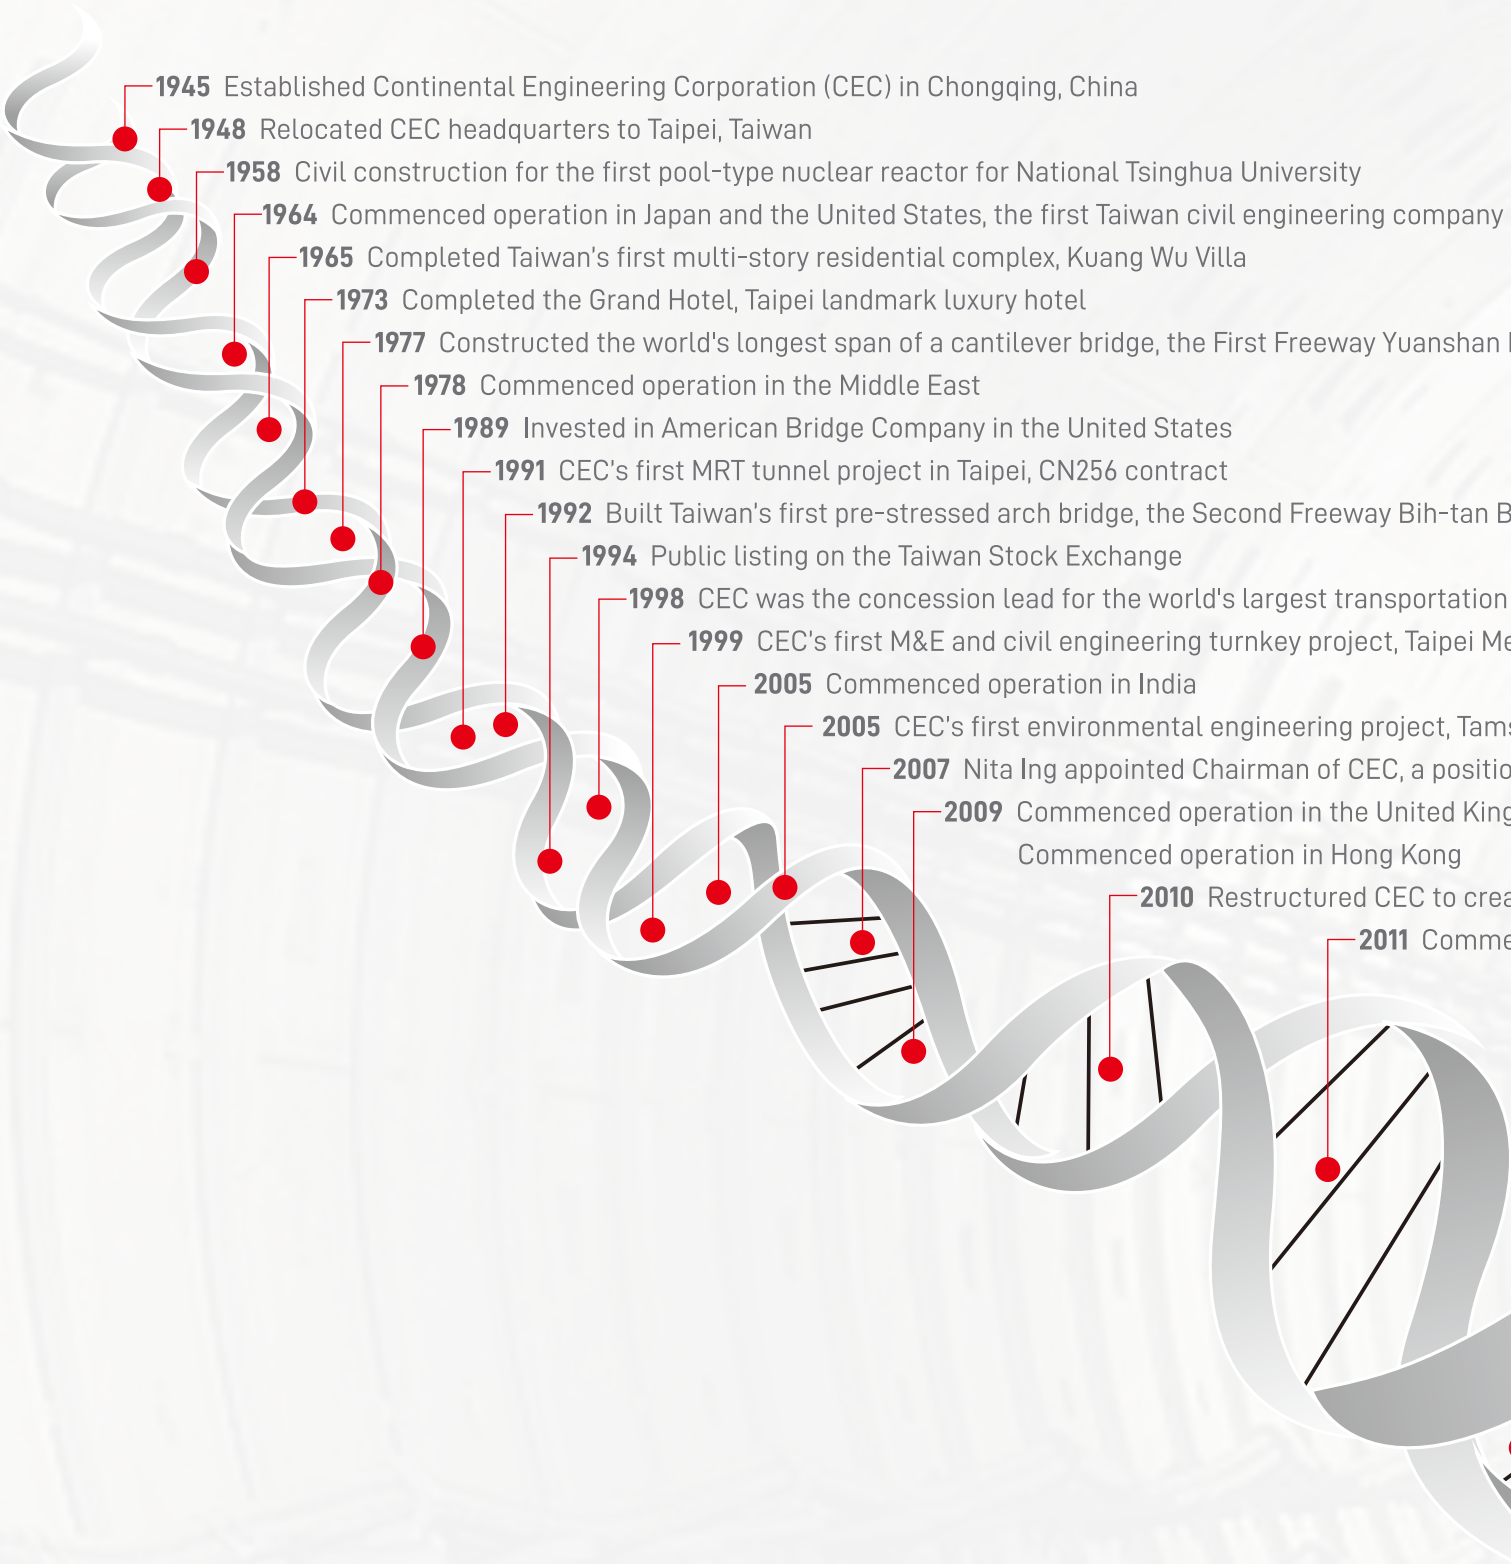 1945 Established Continental Engineering Corporation (CEC) in Chongqing, China
1948 Relocated CEC headquarters to Taipei, Taiwan
1958 Civil construction for the first pool-type nuclear reactor for National Tsinghua University
1964 Commenced operation in Japan and the United States, the first Taiwan civil engineering company
1965 Completed Taiwan's first multi-story residential complex, Kuang Wu Villa
1973 Completed the Grand Hotel, Taipei landmark luxury hotel
1977 Constructed the world's longest span of a cantilever bridge, the First Freeway Yuanshan
1978 Commenced operation in the Middle East
1989 Invested in American Bridge Company in the United States
1991 CEC's first MRT tunnel project in Taipei, CN256 contract
1992 Built Taiwan's first pre-stressed arch bridge, the Second Freeway Bih-tan
1994 Public listing on the Taiwan Stock Exchange
1998 CEC was the concession lead for the world's largest transportation
1999 CEC's first M&E and civil engineering turnkey project, Taipei
2005 Commenced operation in India
2005 CEC's first environmental engineering project,
2007 Nita Ing appointed Chairman of CEC, a
2009 Commenced operation in the United
Commenced operation in Hong Kong
2010 Restructured CEC to
2011